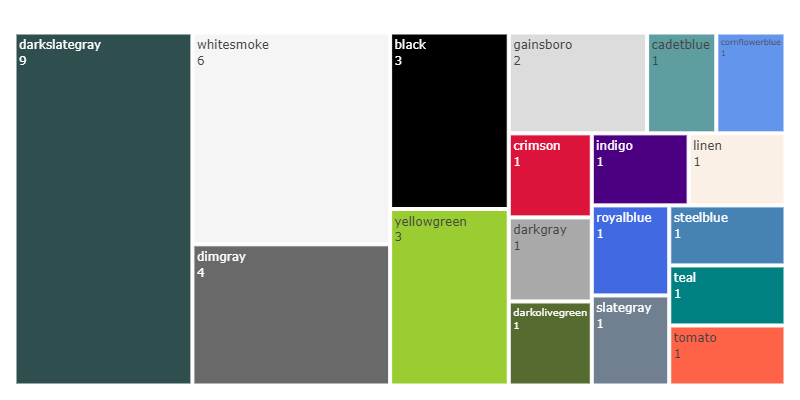 darkslategray
9
whitesmoke
6
dimgray
4
black
3
yellowgreen
3
gainsboro
2
cadetblue
1
cornflowerblue
1
crimson
1
indigo
1
linen
1
darkgray
1
royalblue
1
steelblue
1
teal
1
darkolivegreen
1
slategray
1
tomato
1